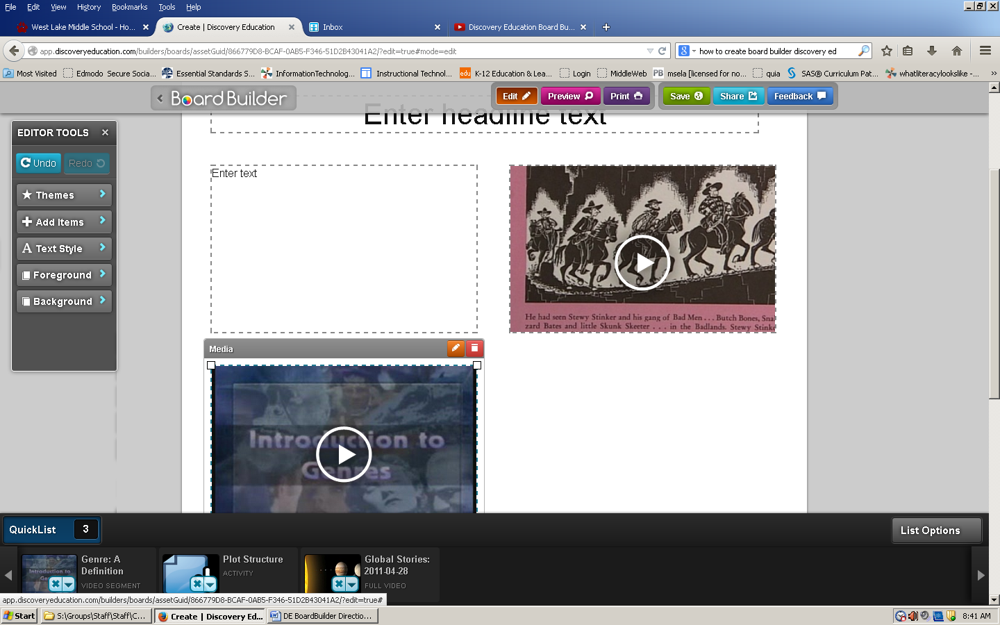 File Edit View History Bookmarks Tools Help
West Lake Middle School - Ho...
Create | Discovery Education
Inbox
Discovery Education Board Bu...
app.discoveryeducation.com/builders/boards/assetGuid/866779D8-BCAF-0AB5-F346-51D2B43041A2/?edit=true#mode=edit
how to create board builder discovery ed
Most Visited
Edmodo Secure Socia...
Essential Standards S...
InformationTechnolog...
Instructional Technol...
edu K-12 Education & Lea...
Login
MiddleWeb
PB msela [licensed for no...
quia
SAS® Curriculum Pat...
whatliteracylookslike - ...
Board Builder
Edit
Preview
Print
Save
Share
Feedback
Enter headline text
EDITOR TOOLS
Undo
Redo
Themes
Add Items
Text Style
Foreground
Background
Enter text
He had seen Stewy Stinker and his gang of Bad Men . . . Butch Bones, Sna
zard Bates and little Skunk Skeeter . . . in the Badlands. Stewy Stink
Media
Introduction to
Genres
QuickList 3
List Options
Genre: A
Definition
VIDEO SEGMENT
Plot Structure
ACTIVITY
Global Stories:
2011-04-28
FULL VIDEO
app.discoveryeducation.com/builders/boards/assetGuid/866779D8-BCAF-0AB5-F346-51D2B43041A2/?edit=true#
Start
S:\Groups\Staff\Staff\C...
Create | Discovery Ed...
DE BoardBuilder Directio...
8:41 AM